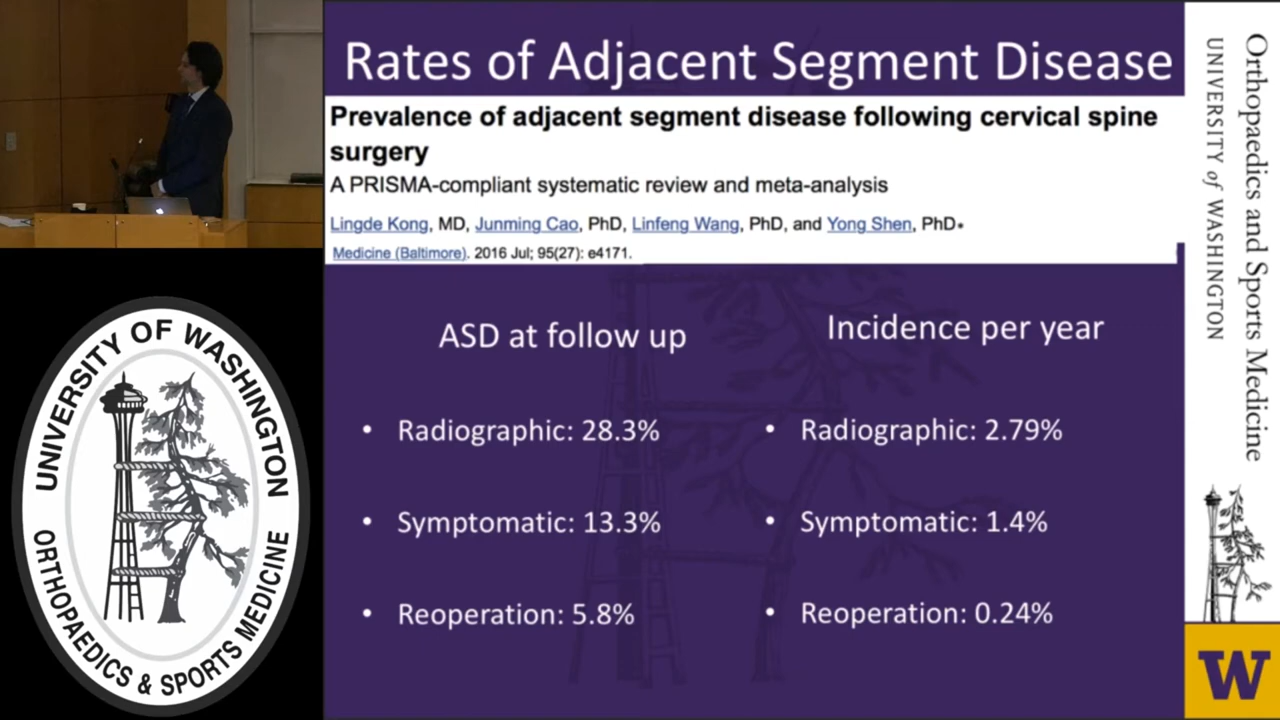 Rates of Adjacent Segment Disease
Prevalence of adjacent segment disease following cervical spine
surgery
A PRISMA-compliant systematic review and meta-analysis
Lingde Kong, MD, Junming Cao, PhD, Linfeng Wang, PhD, and Yong Shen, PhD*
Medicine (Baltimore). 2016 Jul; 95(27): e4171.
ASD at follow up
• Radiographic: 28.3%
• Symptomatic: 13.3%
• Reoperation: 5.8%
Incidence per year
• Radiographic: 2.79%
• Symptomatic: 1.4%
• Reoperation: 0.24%
Orthopaedics and Sports Medicine
UNIVERSITY of WASHINGTON
W
UNIVERSITY OF WASHINGTON
ORTHOPAEDICS & SPORTS MEDICINE